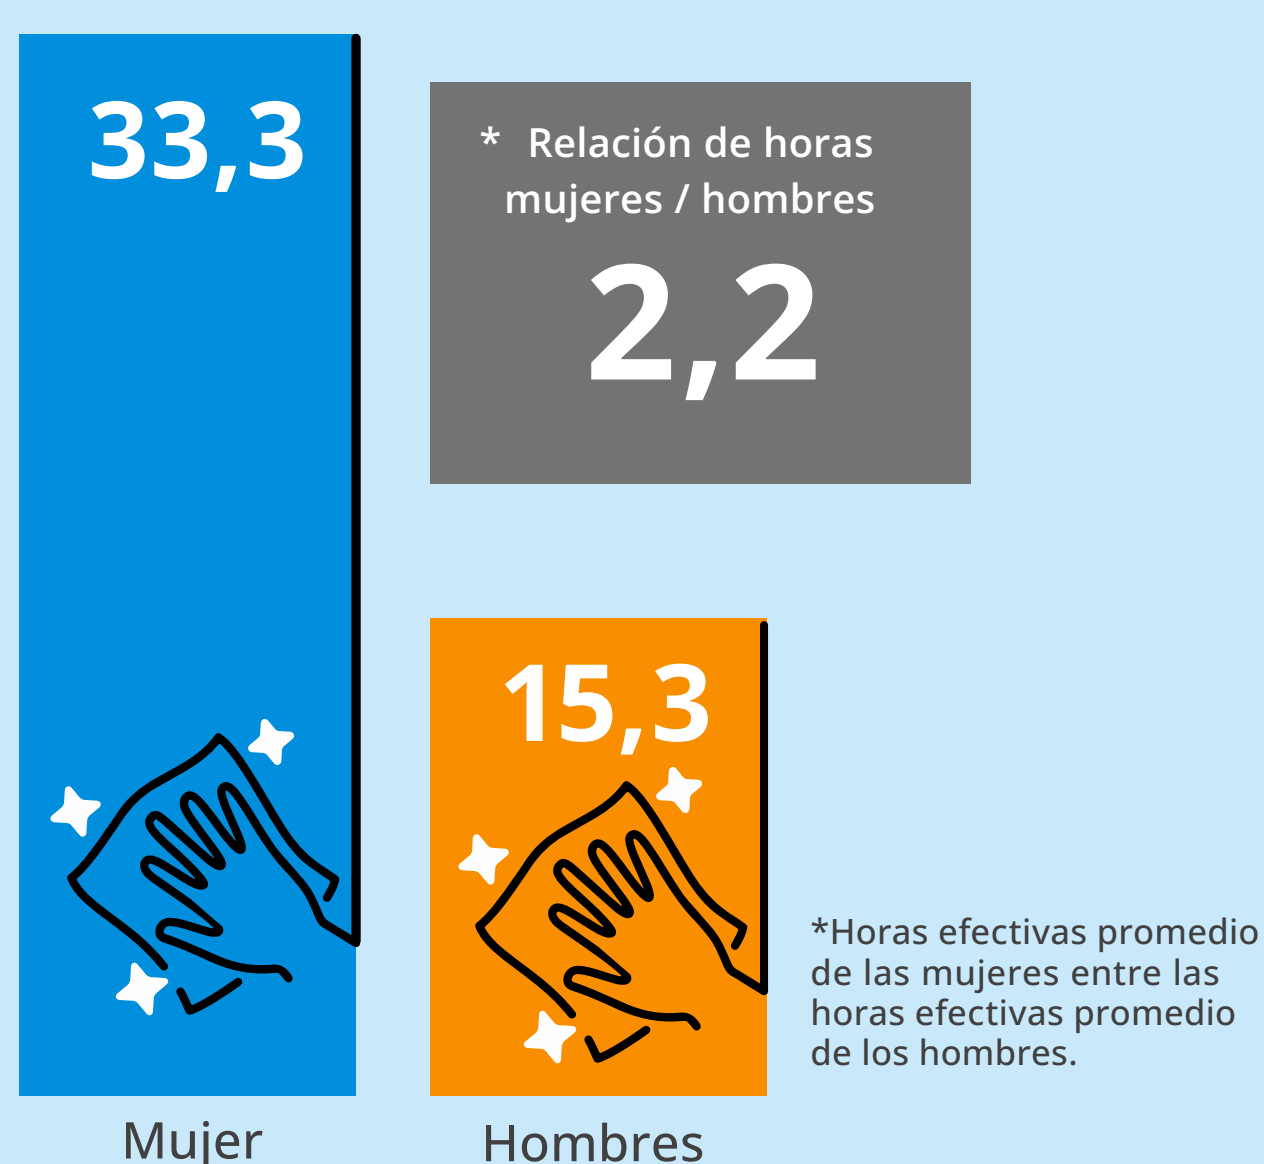 33,3
* Relación de horas
mujeres / hombres
2,2
15,3
*Horas efectivas promedio
de las mujeres entre las
horas efectivas promedio
de los hombres.
Mujer
Hombres